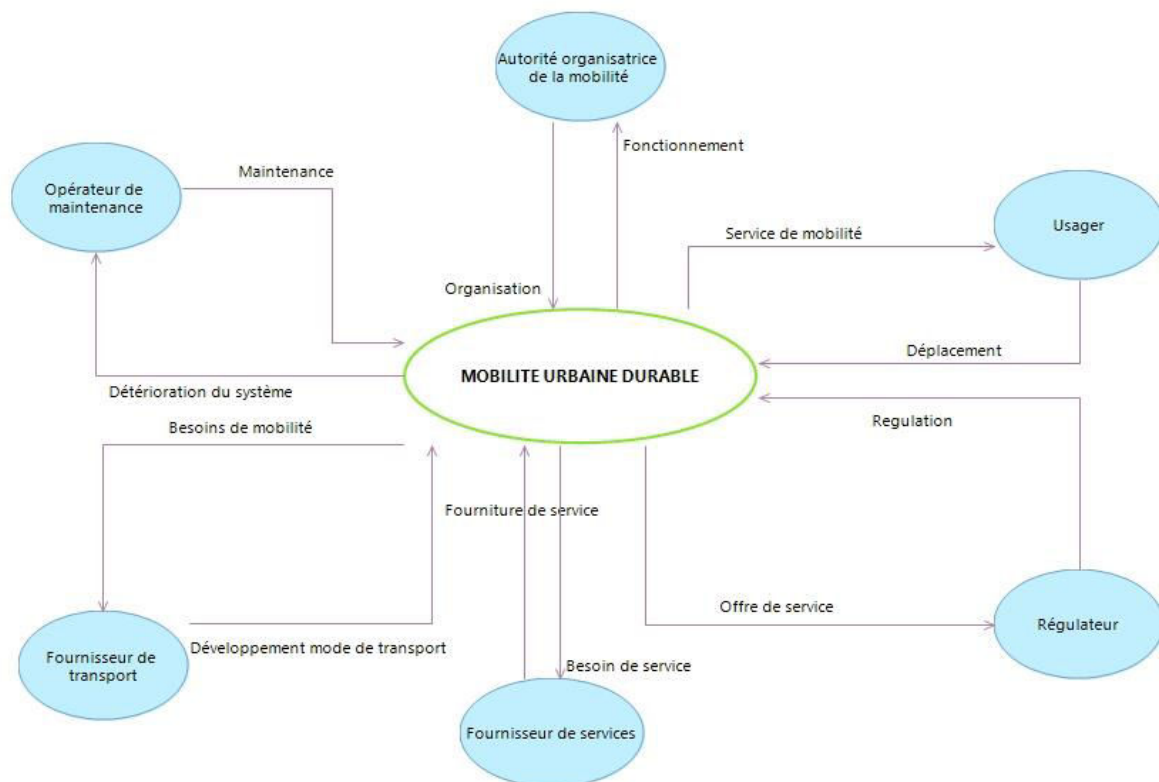 Autorité organisatrice
de la mobilité
Fonctionnement
Maintenance
Opérateur de
maintenance
Usager
Service de mobilité
Organisation
Déplacement
MOBILITE URBAINE DURABLE
Détérioration du système
Besoins de mobilité
Regulation
Fourniture de service
Offre de service
Régulateur
Développement mode de transport
Fournisseur de
transport
Besoin de service
Fournisseur de services